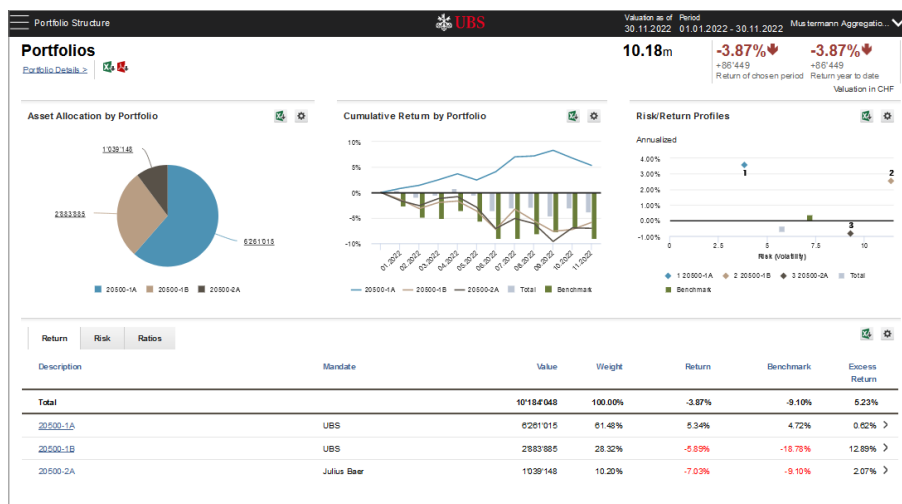 Portfolio Structure
UBS
Valuation as of Period
30.11.2022 01.01.2022 - 30.11.2022
Mustermann Aggregatio...
Portfolios
Portfolio Details >
10.18m
-3.87% -3.87%
+86'449 +86'449
Return of chosen period Return year to date
Valuation in CHF
Asset Allocation by Portfolio
1'039'148
2'883'885
6'261'015
20500-1A 20500-1B 20500-2A
Cumulative Return by Portfolio
10%
5%
0%
-5%
-10%
01.2022 02.2022 03.2022 04.2022 05.2022 06.2022 07.2022 08.2022 09.2022 10.2022 11.2022
20500-1A 20500-1B 20500-2A Total Benchmark
Risk/Return Profiles
Annualized
4.00%
3.00%
2.00%
1.00%
0.00%
-1.00%
1
2
3
0 2.5 5 7.5 10
Risk (Volatility)
1 20500-1A 2 20500-1B 3 20500-2A Total
Benchmark
Return Risk Ratios
Description Mandate Value Weight Return Benchmark Excess
Return
Total 10'184'048 100.00% -3.87% -9.10% 5.23%
20500-1A UBS 6'261'015 61.48% 5.34% 4.72% 0.62% >
20500-1B UBS 2'883'885 28.32% -5.89% -18.78% 12.89% >
20500-2A Julius Baer 1'039'148 10.20% -7.03% -9.10% 2.07% >